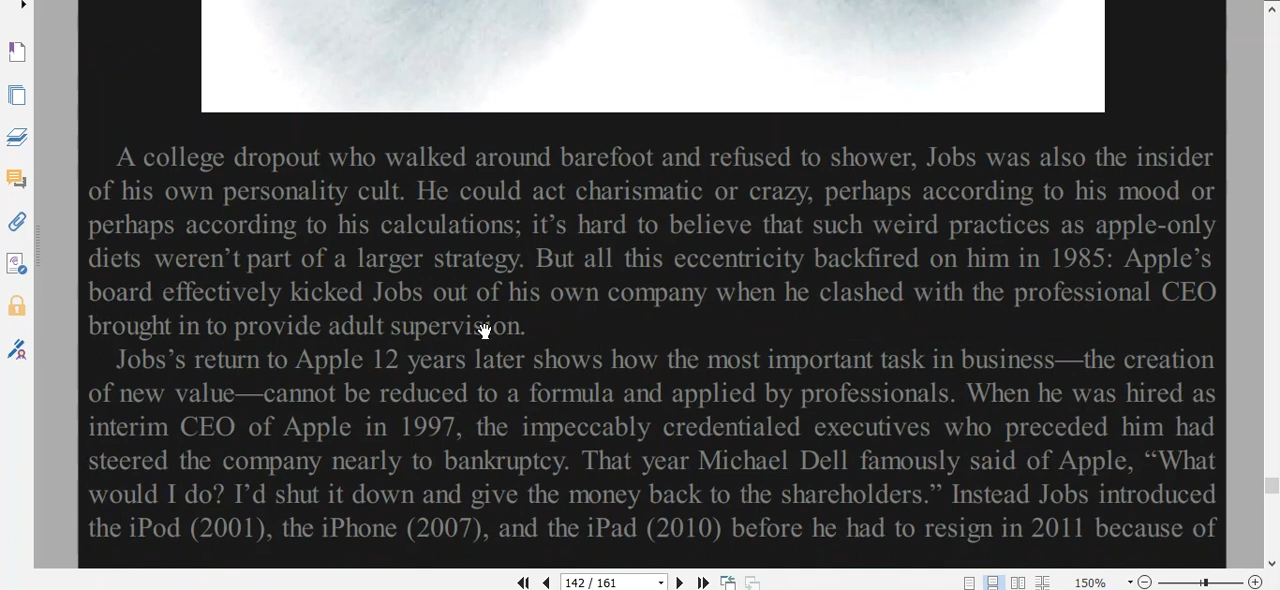 A college dropout who walked around barefoot and refused to shower, Jobs was also the insider
of his own personality cult. He could act charismatic or crazy, perhaps according to his mood or
perhaps according to his calculations; it’s hard to believe that such weird practices as apple-only
diets weren’t part of a larger strategy. But all this eccentricity backfired on him in 1985: Apple’s
board effectively kicked Jobs out of his own company when he clashed with the professional CEO
brought in to provide adult supervision.
Jobs’s return to Apple 12 years later shows how the most important task in business—the creation
of new value—cannot be reduced to a formula and applied by professionals. When he was hired as
interim CEO of Apple in 1997, the impeccably credentialed executives who preceded him had
steered the company nearly to bankruptcy. That year Michael Dell famously said of Apple, “What
would I do? I’d shut it down and give the money back to the shareholders.” Instead Jobs introduced
the iPod (2001), the iPhone (2007), and the iPad (2010) before he had to resign in 2011 because of
142 / 161
150%